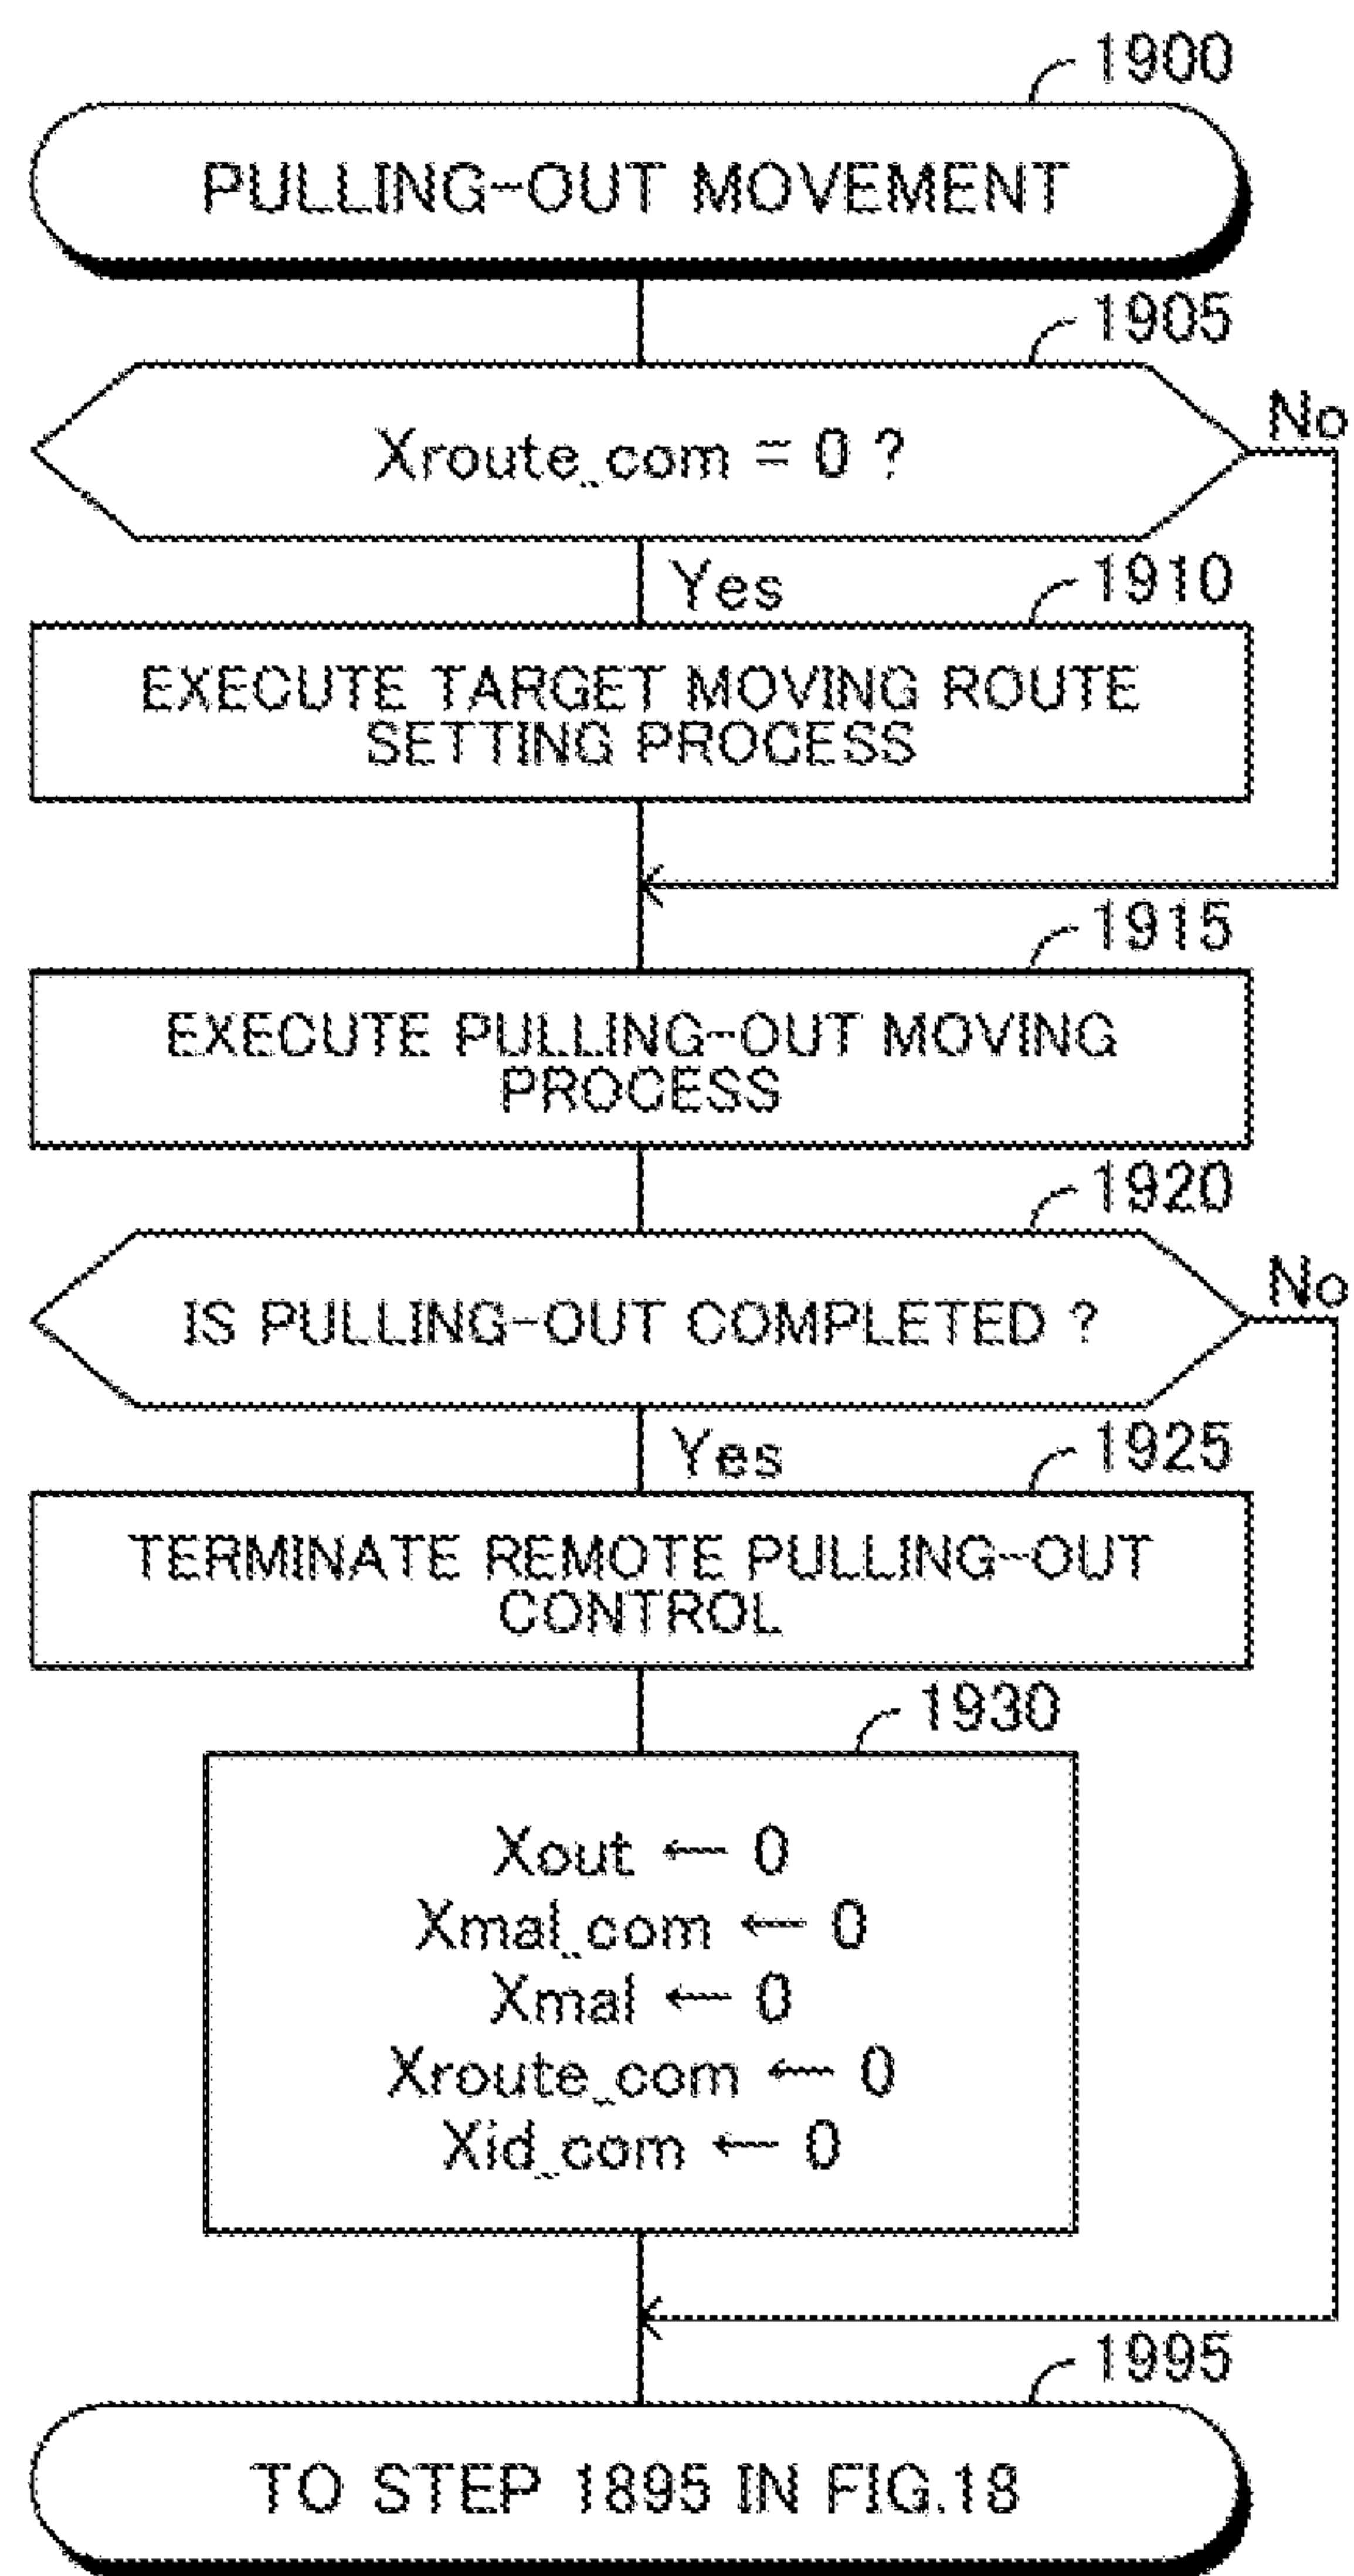 1900
PULLING-OUT MOVEMENT
1905
Xroute_com = 0 ?
No
Yes
1910
EXECUTE TARGET MOVING ROUTE
SETTING PROCESS
1915
EXECUTE PULLING-OUT MOVING
PROCESS
1920
IS PULLING-OUT COMPLETED ?
No
Yes
1925
TERMINATE REMOTE PULLING-OUT
CONTROL
1930
Xout ← 0
Xmal_com ← 0
Xmal ← 0
Xroute_com ← 0
Xid_com ← 0
1995
TO STEP 1895 IN FIG.18